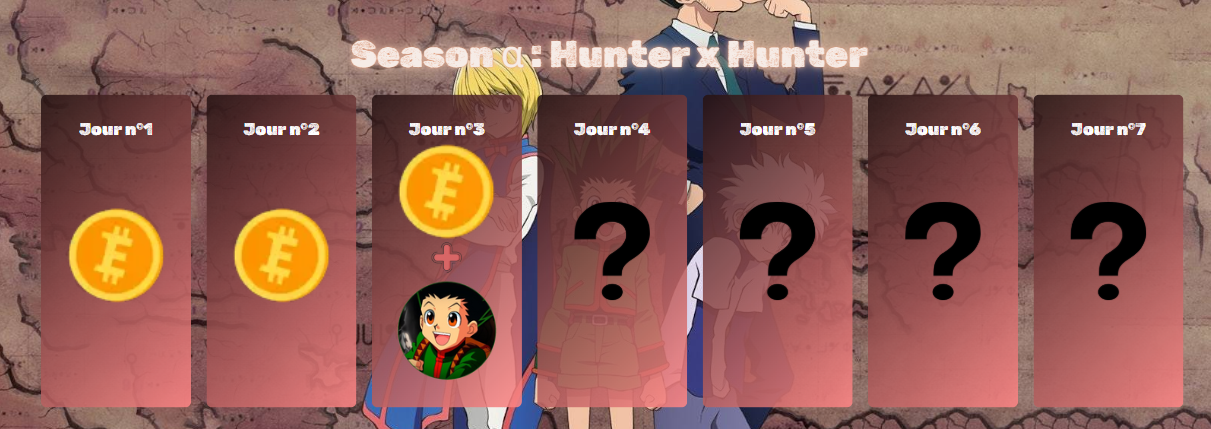 Season α : Hunter x Hunter
Jour n°1
Jour n°2
Jour n°3
Jour n°4
Jour n°5
Jour n°6
Jour n°7
+
?
?
?
?